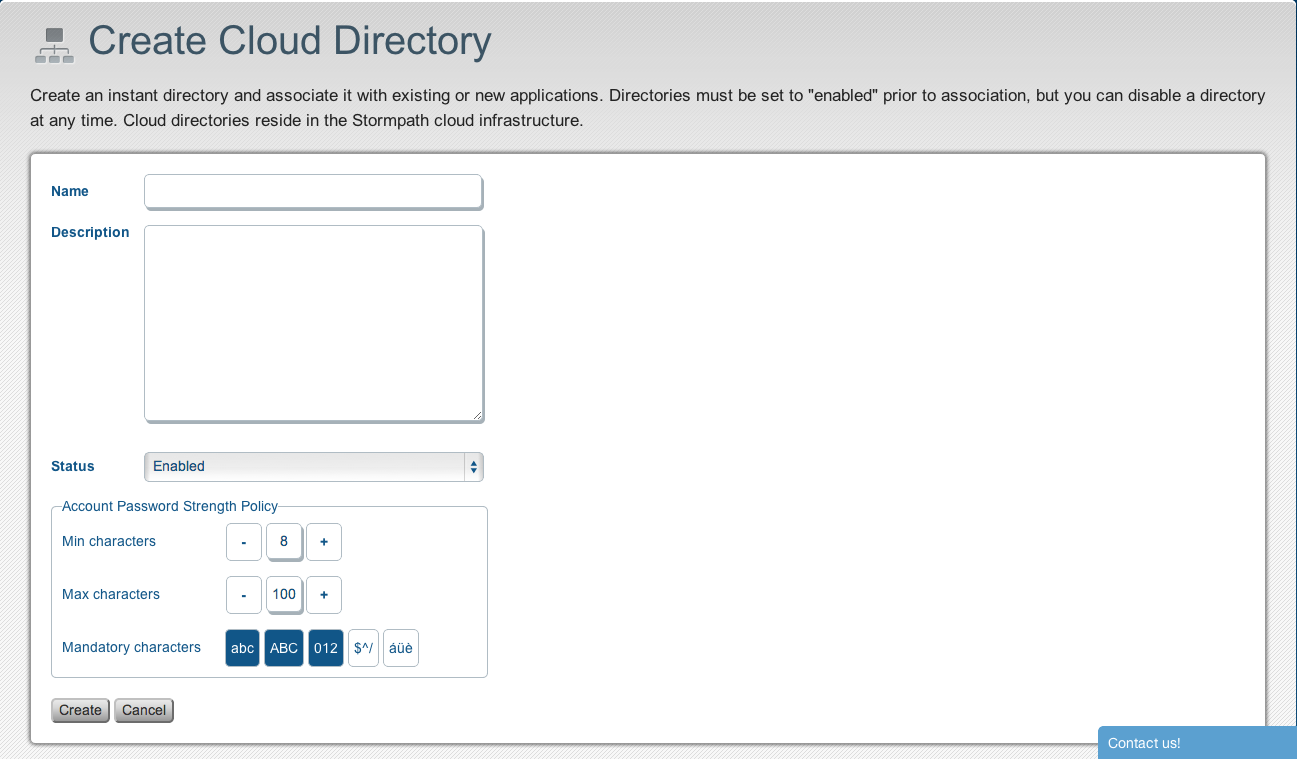 Create Cloud Directory
Create an instant directory and associate it with existing or new applications. Directories must be set to "enabled" prior to association, but you can disable a directory
at any time. Cloud directories reside in the Stormpath cloud infrastructure.
Name
Description
Status Enabled
Account Password Strength Policy
Min characters - 8 +
Max characters - 100 +
Mandatory characters abc ABC 012 $^/ áüè
Create Cancel
Contact us!